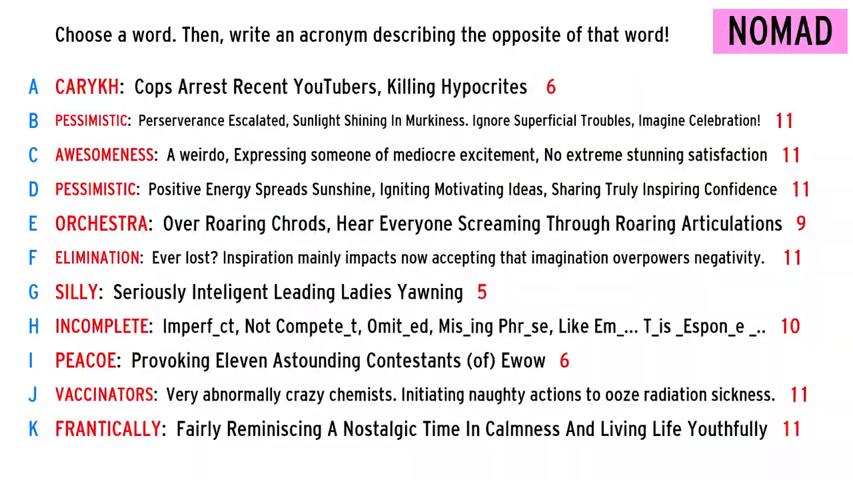 Choose a word. Then, write an acronym describing the opposite of that word!
NOMAD
A CARYKH: Cops Arrest Recent YouTubers, Killing Hypocrites 6
B PESSIMISTIC: Perserverance Escalated, Sunlight Shining In Murkiness. Ignore Superficial Troubles, Imagine Celebration! 11
C AWESOMENESS: A weirdo, Expressing someone of mediocre excitement, No extreme stunning satisfaction 11
D PESSIMISTIC: Positive Energy Spreads Sunshine, Igniting Motivating Ideas, Sharing Truly Inspiring Confidence 11
E ORCHESTRA: Over Roaring Chrods, Hear Everyone Screaming Through Roaring Articulations 9
F ELIMINATION: Ever lost? Inspiration mainly impacts now accepting that imagination overpowers negativity. 11
G SILLY: Seriously Inteligent Leading Ladies Yawning 5
H INCOMPLETE: Imperf_ct, Not Compete_t, Omit_ed, Mis_ing Phr_se, Like Em_... T_is _Espon_e _.. 10
I PEACOE: Provoking Eleven Astounding Contestants (of) Ewow 6
J VACCINATORS: Very abnormally crazy chemists. Initiating naughty actions to ooze radiation sickness. 11
K FRANTICALLY: Fairly Reminiscing A Nostalgic Time In Calmness And Living Life Youthfully 11